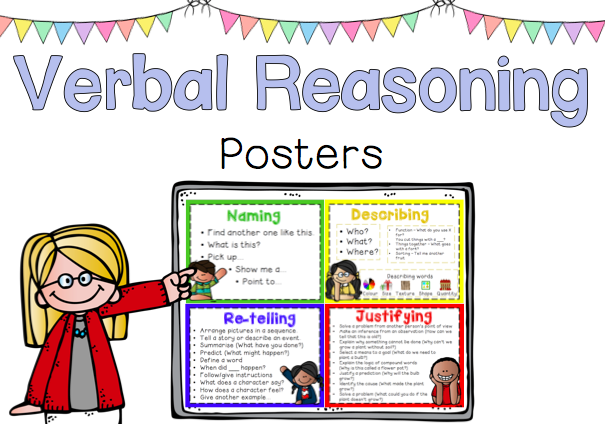 Verbal Reasoning
Posters
Naming
• Find another one like this.
• What is this?
• Pick up...
• Show me a...
• Point to...
Describing
• Who?
• What?
• Where?
• Function - What do you use it
for?
You cut things with a ___?
• Things together - What goes
with a fork?
• Sorting - Tell me another
fruit.
Describing words
Colour Size Texture Shape Quantity
Re-telling
• Arrange pictures in a sequence
• Tell a story or describe an event
• Summarise (What have you done?)
• Predict (What might happen?)
• Define a word
• When did ___ happen?
• Follow/give instructions
• What does a character say?
• How does a character feel?
• Give another example
Justifying
• Solve a problem from another person's point of view
• Make an inference from an observation (How can we
tell that this is old?)
• Explain why something cannot be done (Why can't we
grow a plant without soil?)
• Select a means to a goal (What do we need to
plant a bulb?)
• Explain the logic of compound words
(Why is this called a flower pot?)
• Justify a prediction (Why will the bulb
grow?)
• Identify the cause (What made the plant
grow?)
• Solve a problem (What could you do if the
plant doesn't grow?)